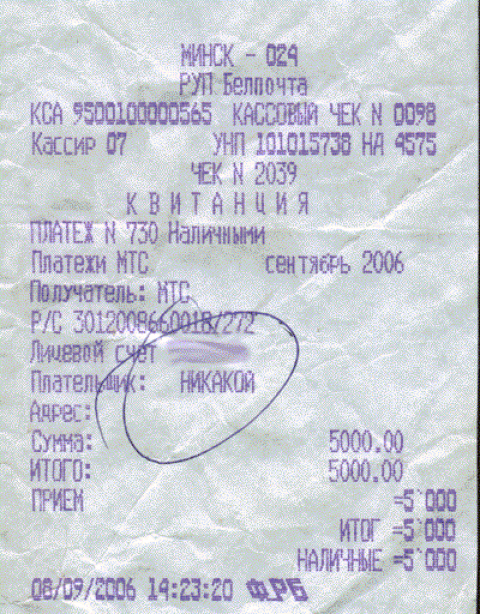 МИНСК - 024
РУП Белпочта
КСА 9500100000565 КАССОВЫЙ ЧЕК N 0098
Кассир 07 УНП 101015738 НА 4575
ЧЕК N 2039
К В И Т А Н Ц И Я
ПЛАТЕЖ N 730 Наличными
Платежи МТС сентябрь 2006
Получатель: МТС
Р/С 3012008660018/272
Лицевой счет
Плательщик: НИКАКОЙ
Адрес:
Сумма: 5000.00
ИТОГО: 5000.00
ПРИЕМ =5`000
ИТОГ =5`000
НАЛИЧНЫЕ =5`000
08/09/2006 14:23:20 ФРБ